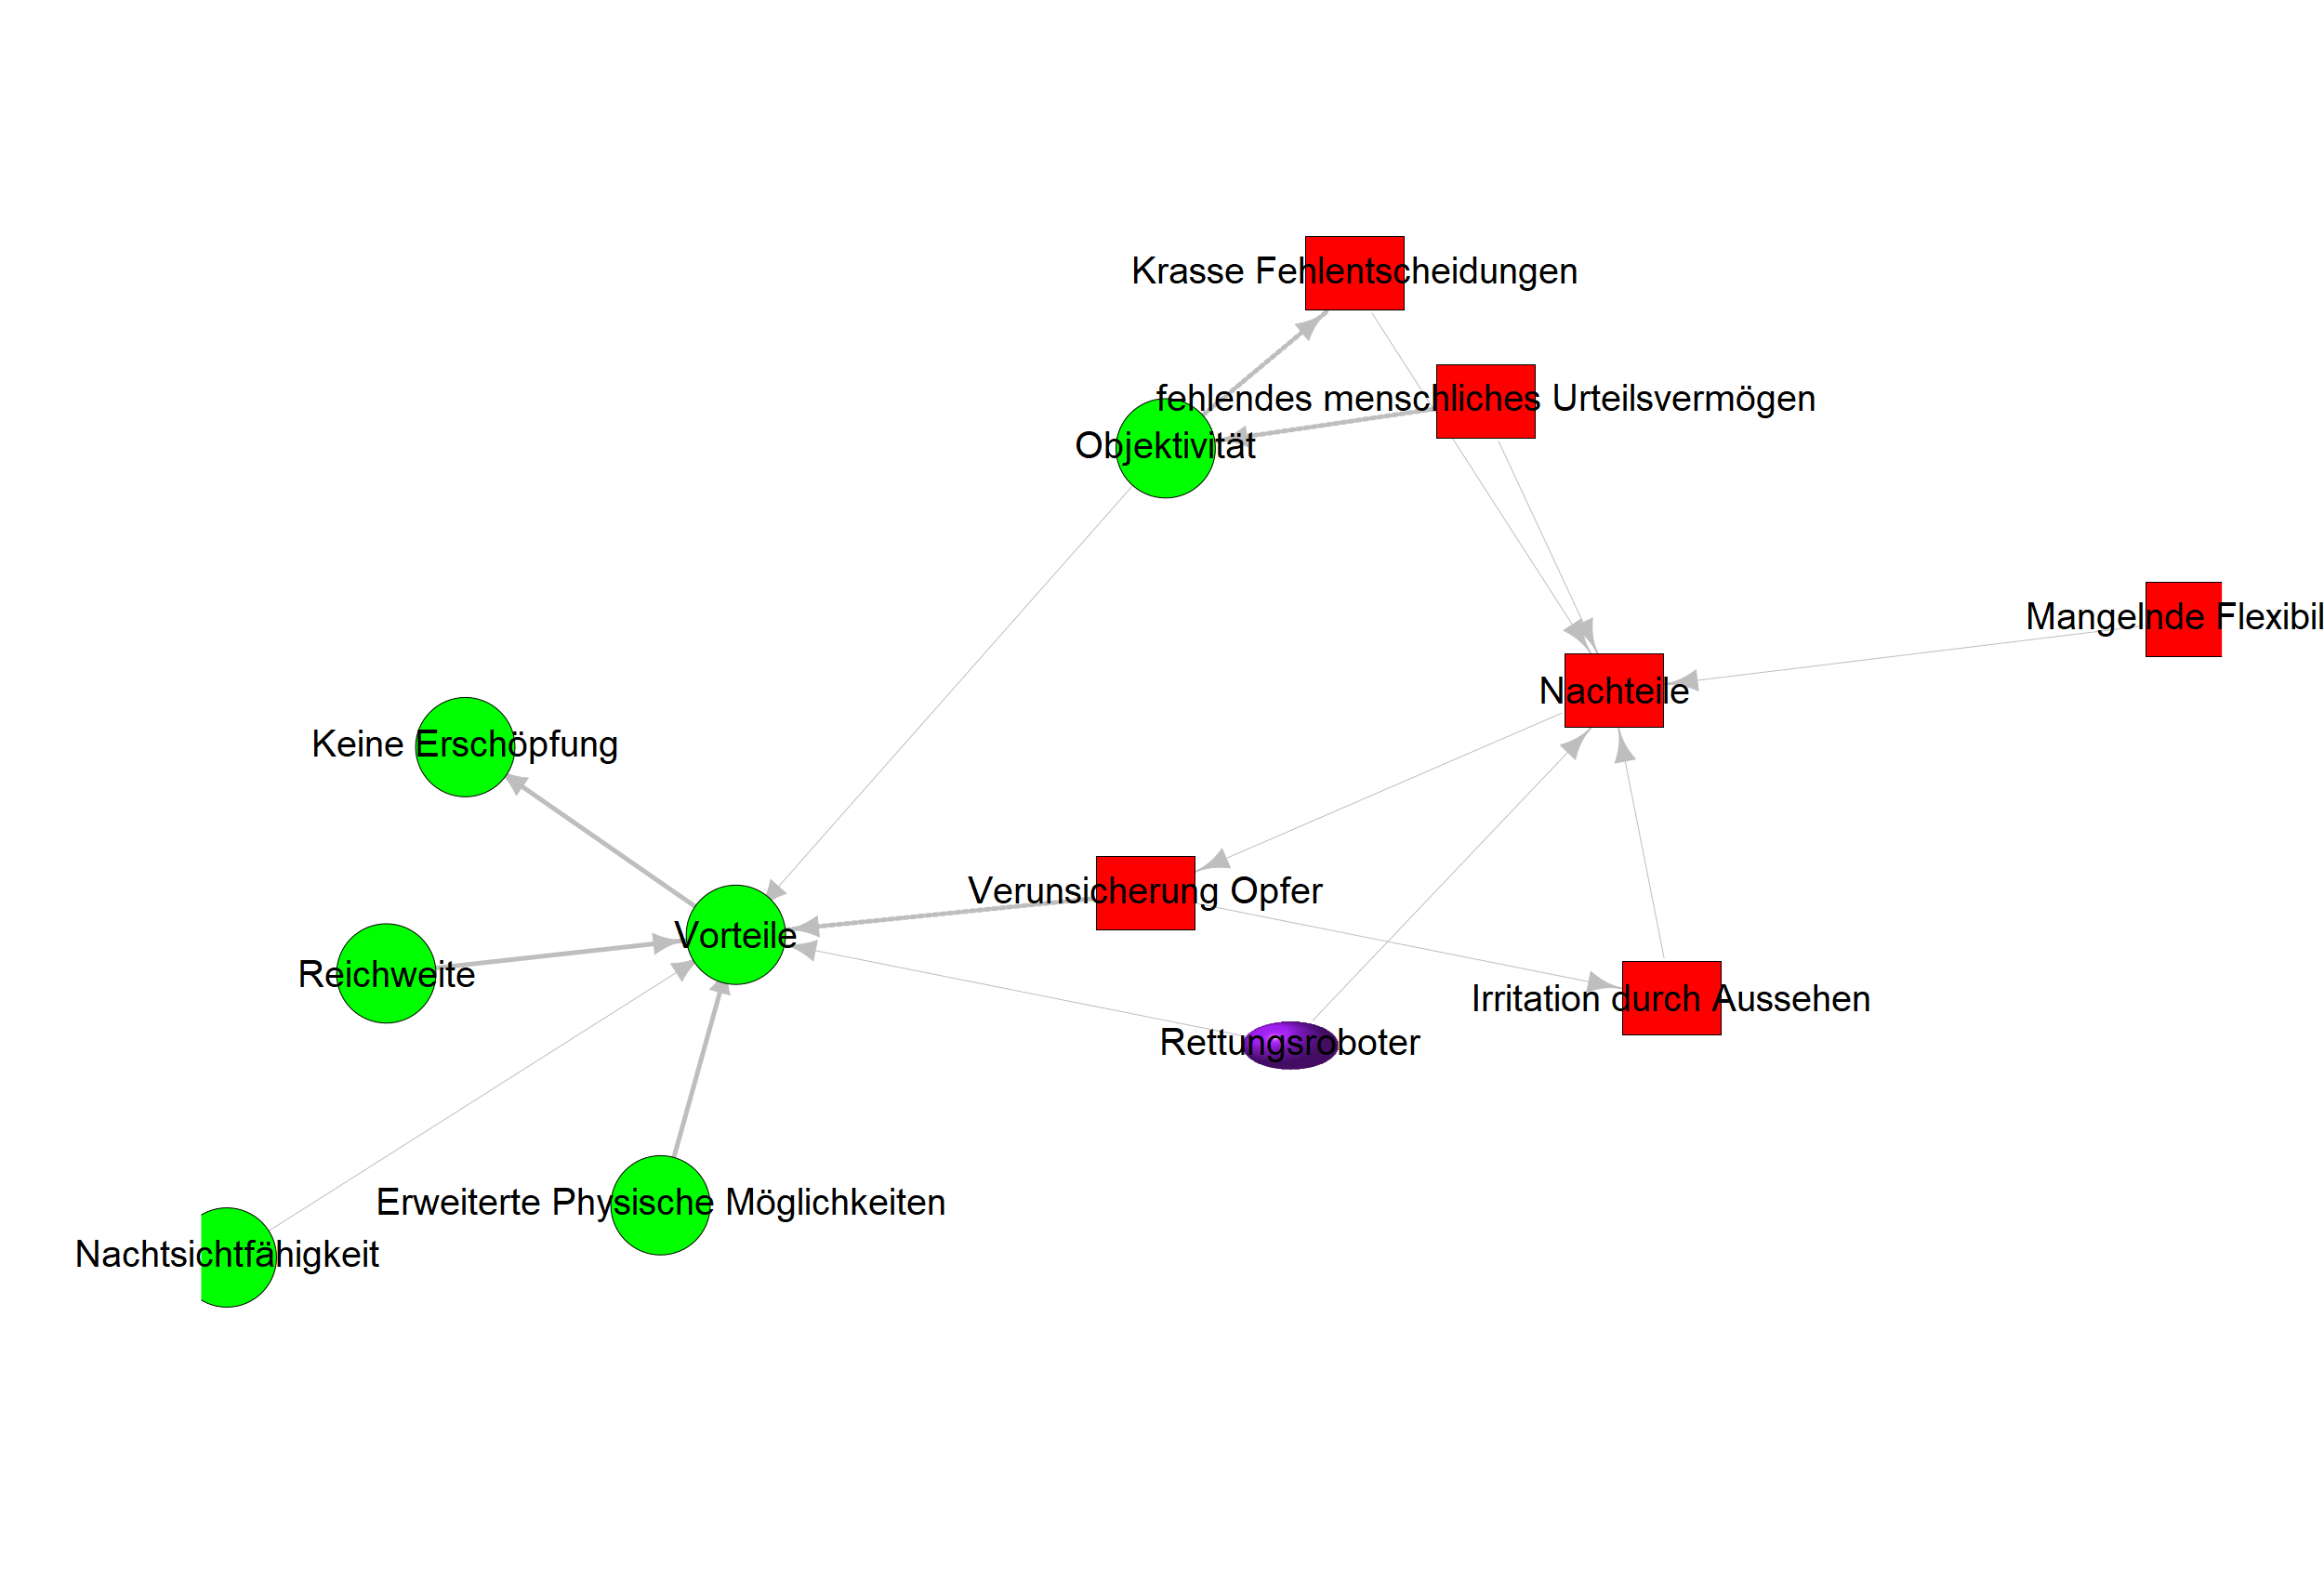 Krasse Fehlentscheidungen
fehlendes menschliches Urteilsvermögen
Objektivität
Mangelnde Flexibil
Nachteile
Keine Erschöpfung
Verunsicherung Opfer
Vorteile
Reichweite
Irritation durch Aussehen
Rettungsroboter
Erweiterte Physische Möglichkeiten
Nachtsichtfähigkeit